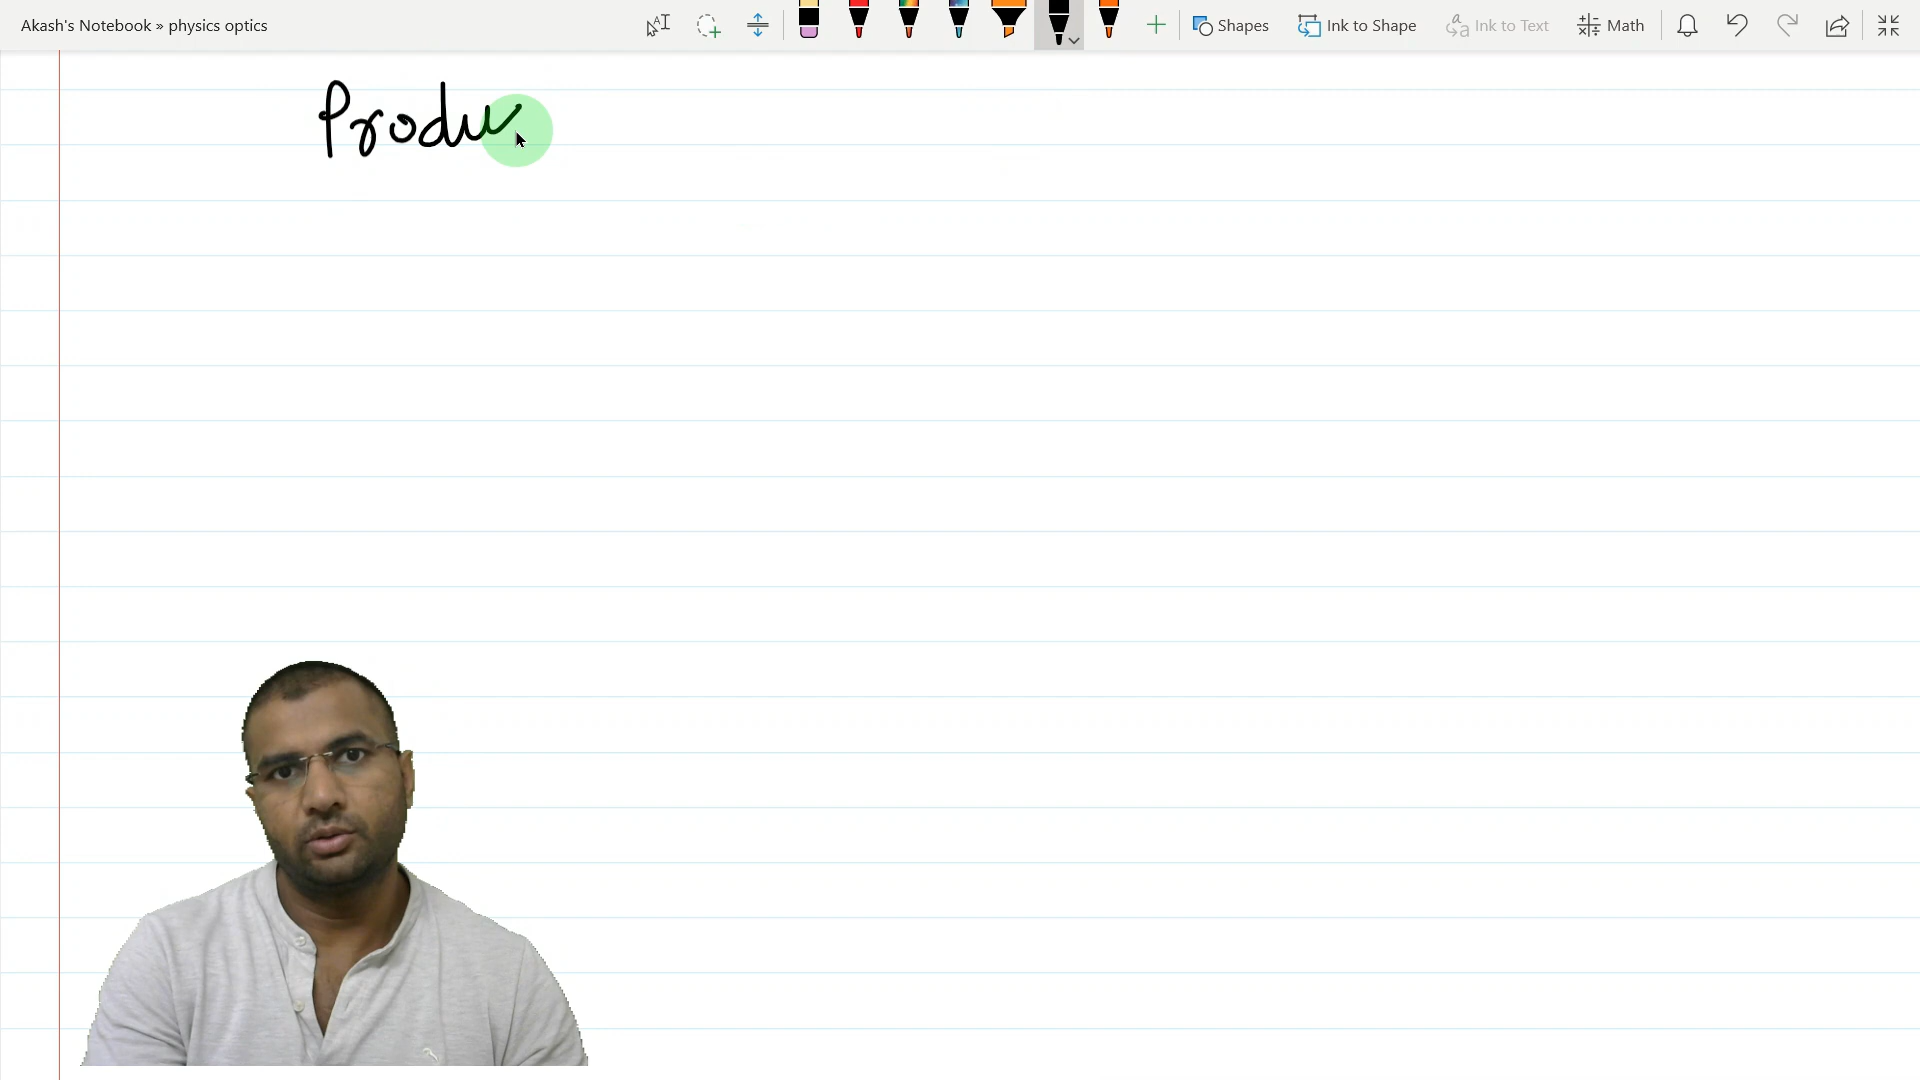 Akash's Notebook » physics optics
Shapes
Ink to Shape
Ink to Text
Math
Produ